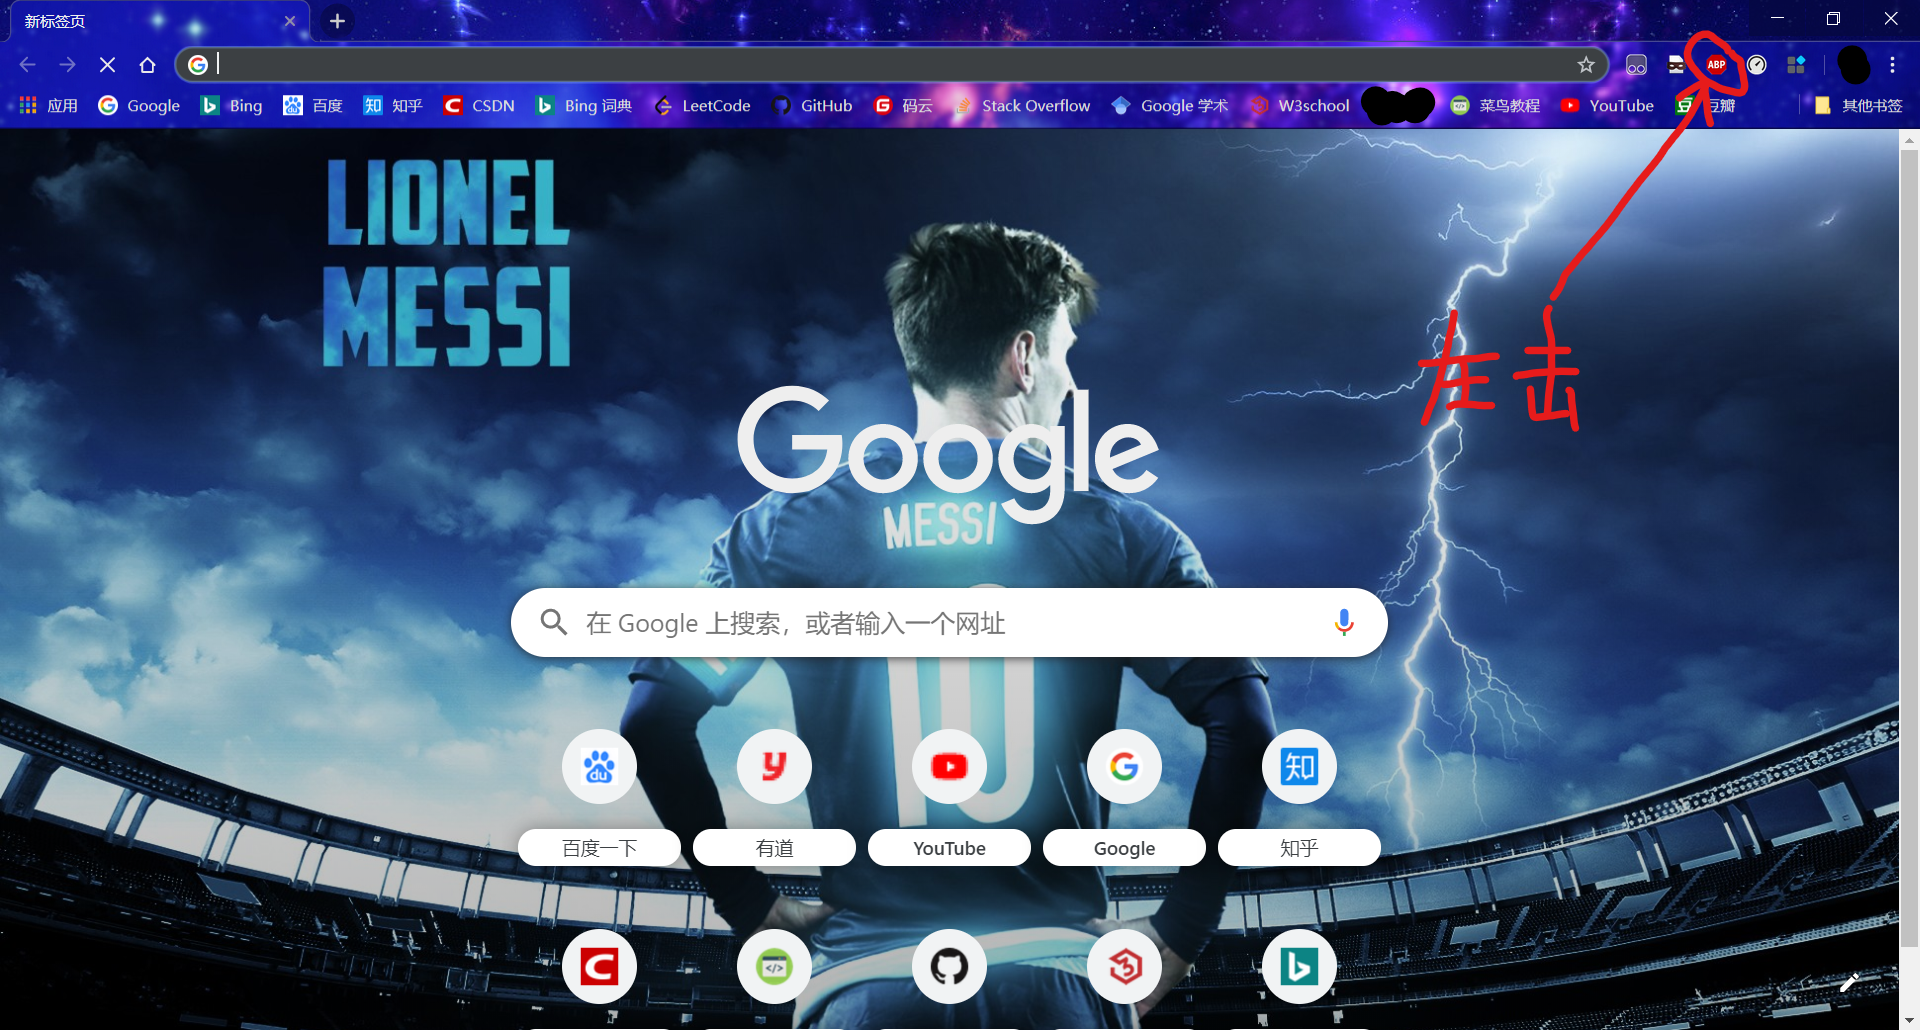 新标签页
ABP
应用 Google Bing 百度 知乎 CSDN Bing 词典 LeetCode GitHub 码云 Stack Overflow Google 学术 W3school 菜鸟教程 YouTube 豆瓣 其他书签
LIONEL
MESSI
左击
Google
MESSI
在 Google 上搜索，或者输入一个网址
10
百度一下 有道 YouTube Google 知乎